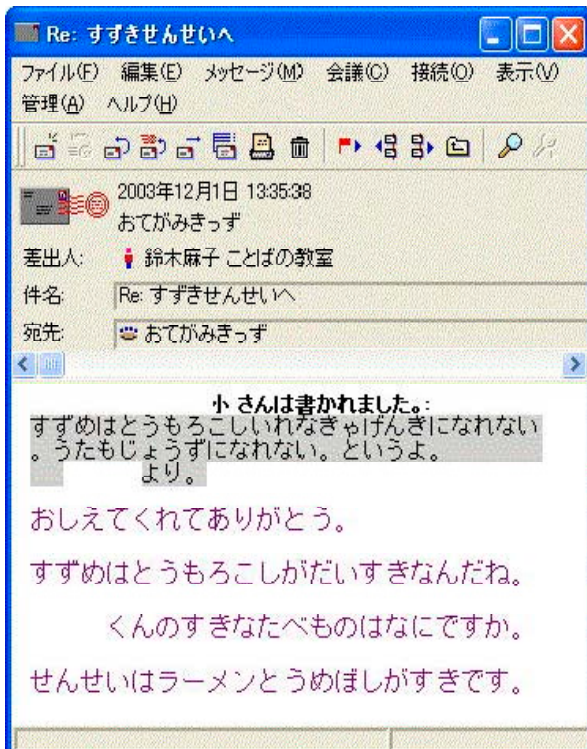 Re: すずきせんせいへ
ファイル(F) 編集(E) メッセージ(M) 会議(C) 接続(O) 表示(V)
管理(A) ヘルプ(H)
2003年12月1日 13:35:38
おてがみきっず
差出人: 鈴木麻子 ことばの教室
件名: Re: すずきせんせいへ
宛先: おてがみきっず
小 さんは書かれました。:
すずめはとうもろこしいれなきゃげんきになれない
。うたもじょうずになれない。というよ。
より。
おしえてくれてありがとう。
すずめはとうもろこしがだいすきなんだね。
くんのすきなたべものはなにですか。
せんせいはラーメンとうめぼしがすきです。